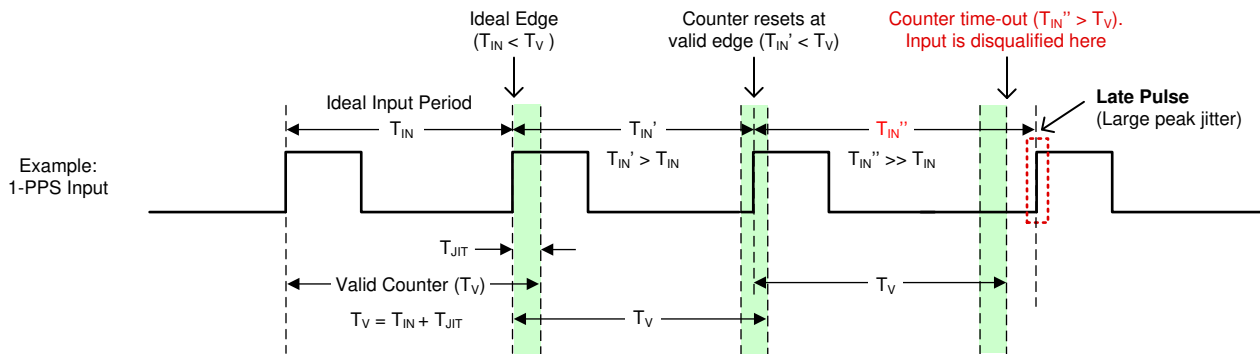 Ideal Edge
(TIN < TV )
Counter resets at
valid edge (TIN' < TV)
Counter time-out (TIN'' > TV).
Input is disqualified here
Ideal Input Period
TIN
TIN'
TIN''
Late Pulse
(Large peak jitter)
Example:
1-PPS Input
TIN' > TIN
TIN'' >> TIN
TJIT
Valid Counter (TV)
TV
TV = TIN + TJIT
TV